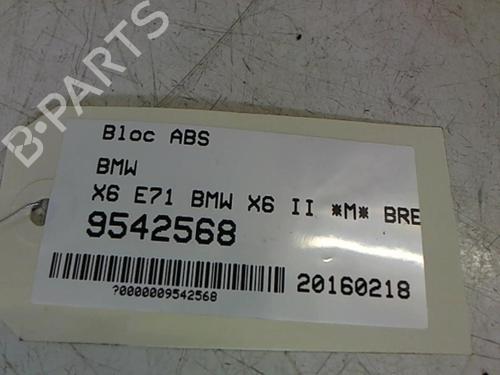 B-PARTS
Bloc ABS
BMW
X6 E71 BMW X6 II *M* BRE
9542568
20160218
?0000009542568